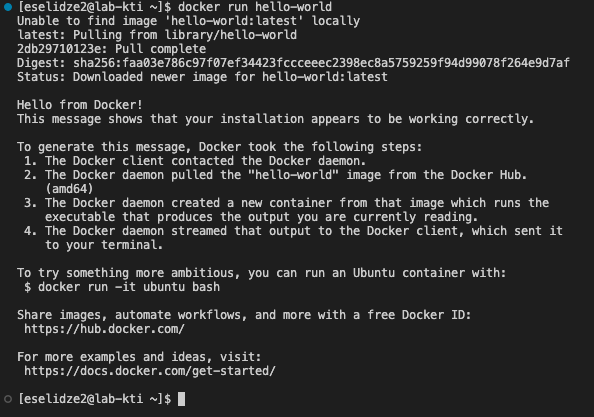 [eselidze2@lab-kti ~]$ docker run hello-world
Unable to find image 'hello-world:latest' locally
latest: Pulling from library/hello-world
2db29710123e: Pull complete
Digest: sha256:faa03e786c97f07ef34423fccceeec2398ec8a5759259f94d99078f264e9d7af
Status: Downloaded newer image for hello-world:latest

Hello from Docker!
This message shows that your installation appears to be working correctly.

To generate this message, Docker took the following steps:
 1. The Docker client contacted the Docker daemon.
 2. The Docker daemon pulled the "hello-world" image from the Docker Hub.
    (amd64)
 3. The Docker daemon created a new container from that image which runs the
    executable that produces the output you are currently reading.
 4. The Docker daemon streamed that output to the Docker client, which sent it
    to your terminal.

To try something more ambitious, you can run an Ubuntu container with:
 $ docker run -it ubuntu bash

Share images, automate workflows, and more with a free Docker ID:
 https://hub.docker.com/

For more examples and ideas, visit:
 https://docs.docker.com/get-started/

[eselidze2@lab-kti ~]$